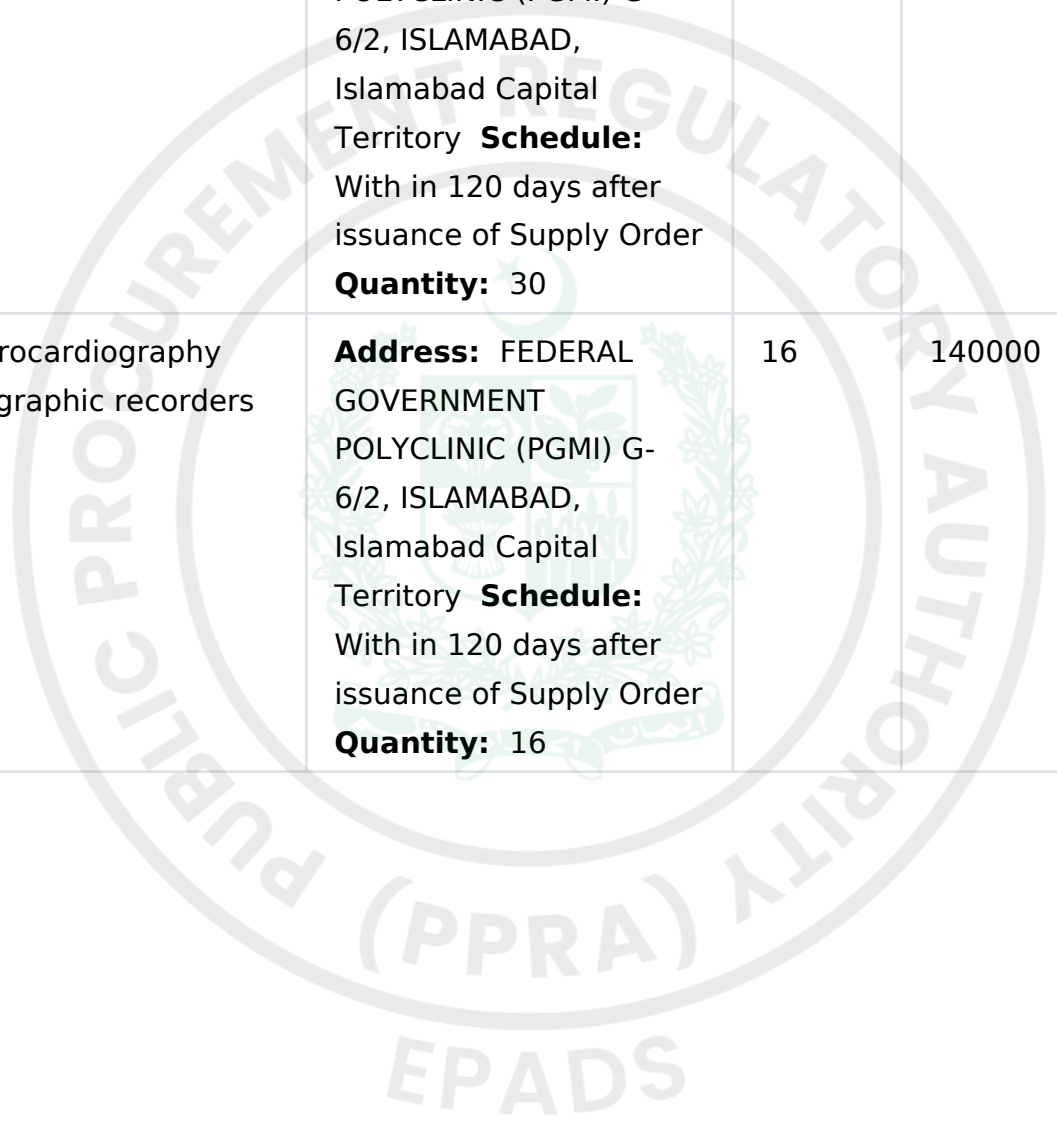 6/2, ISLAMABAD,
Islamabad Capital
Territory Schedule:
With in 120 days after
issuance of Supply Order
Quantity: 30
rocardiography
graphic recorders
Address: FEDERAL
GOVERNMENT
POLYCLINIC (PGMI) G-
6/2, ISLAMABAD,
Islamabad Capital
Territory Schedule:
With in 120 days after
issuance of Supply Order
Quantity: 16
16
140000
PUBLIC PROCUREMENT REGULATORY AUTHORITY
(PPRA)
EPADS